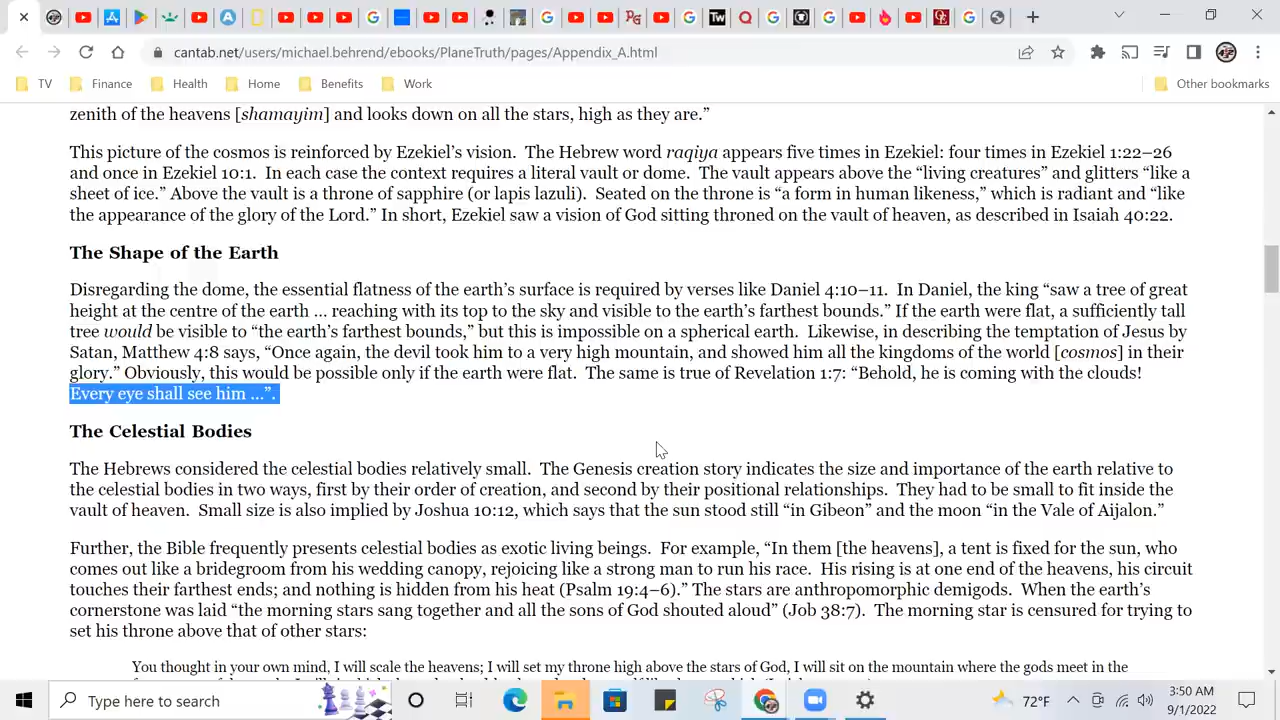 cantab.net/users/michael.behrend/ebooks/PlaneTruth/pages/Appendix_A.html
TV Finance Health Home Benefits Work Other bookmarks
zenith of the heavens [shamayim] and looks down on all the stars, high as they are.”
This picture of the cosmos is reinforced by Ezekiel’s vision. The Hebrew word raqiya appears five times in Ezekiel: four times in Ezekiel 1:22–26
and once in Ezekiel 10:1. In each case the context requires a literal vault or dome. The vault appears above the “living creatures” and glitters “like a
sheet of ice.” Above the vault is a throne of sapphire (or lapis lazuli). Seated on the throne is “a form in human likeness,” which is radiant and “like
the appearance of the glory of the Lord.” In short, Ezekiel saw a vision of God sitting throned on the vault of heaven, as described in Isaiah 40:22.
The Shape of the Earth
Disregarding the dome, the essential flatness of the earth’s surface is required by verses like Daniel 4:10–11. In Daniel, the king “saw a tree of great
height at the centre of the earth ... reaching with its top to the sky and visible to the earth’s farthest bounds.” If the earth were flat, a sufficiently tall
tree would be visible to “the earth’s farthest bounds,” but this is impossible on a spherical earth. Likewise, in describing the temptation of Jesus by
Satan, Matthew 4:8 says, “Once again, the devil took him to a very high mountain, and showed him all the kingdoms of the world [cosmos] in their
glory.” Obviously, this would be possible only if the earth were flat. The same is true of Revelation 1:7: “Behold, he is coming with the clouds!
Every eye shall see him ...”.
The Celestial Bodies
The Hebrews considered the celestial bodies relatively small. The Genesis creation story indicates the size and importance of the earth relative to
the celestial bodies in two ways, first by their order of creation, and second by their positional relationships. They had to be small to fit inside the
vault of heaven. Small size is also implied by Joshua 10:12, which says that the sun stood still “in Gibeon” and the moon “in the Vale of Aijalon.”
Further, the Bible frequently presents celestial bodies as exotic living beings. For example, “In them [the heavens], a tent is fixed for the sun, who
comes out like a bridegroom from his wedding canopy, rejoicing like a strong man to run his race. His rising is at one end of the heavens, his circuit
touches their farthest ends; and nothing is hidden from his heat (Psalm 19:4–6).” The stars are anthropomorphic demigods. When the earth’s
cornerstone was laid “the morning stars sang together and all the sons of God shouted aloud” (Job 38:7). The morning star is censured for trying to
set his throne above that of other stars:
You thought in your own mind, I will scale the heavens; I will set my throne high above the stars of God, I will sit on the mountain where the gods meet in the
Type here to search
72°F
3:50 AM
9/1/2022